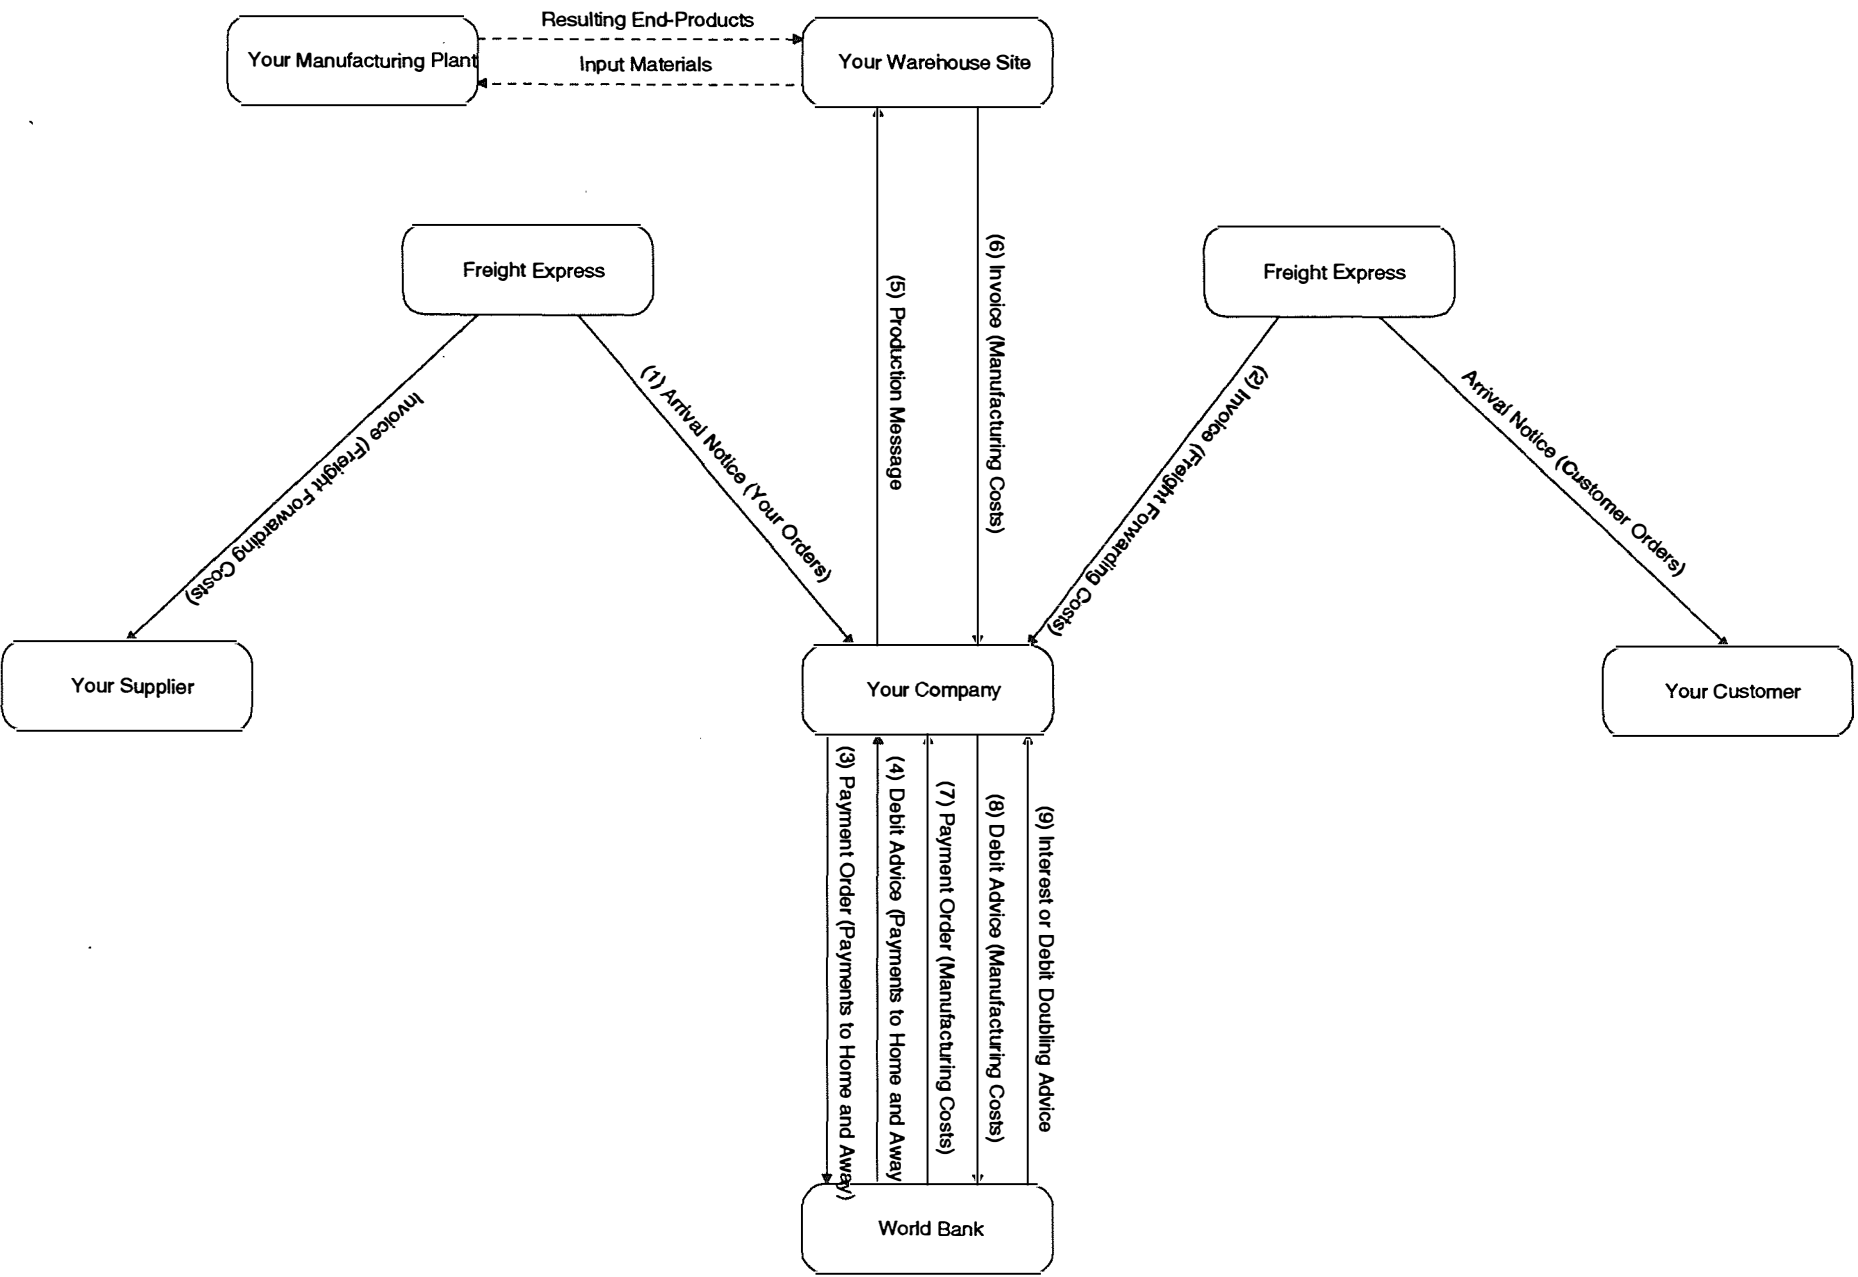 Resulting End-Products
Your Manufacturing Plant
Input Materials
Your Warehouse Site
Freight Express
Freight Express
(5) Production Message
(6) Invoice (Manufacturing Costs)
Invoice (Freight Forwarding Costs)
(1) Arrival Notice (Your Orders)
(2) Invoice (Freight Forwarding Costs)
Arrival Notice (Customer Orders)
Your Supplier
Your Company
Your Customer
(3) Payment Order (Payments to Home and Away)
(4) Debit Advice (Payments to Home and Away
(7) Payment Order (Manufacturing Costs)
(8) Debit Advice (Manufacturing Costs)
(9) Interest or Debit Doubling Advice
World Bank